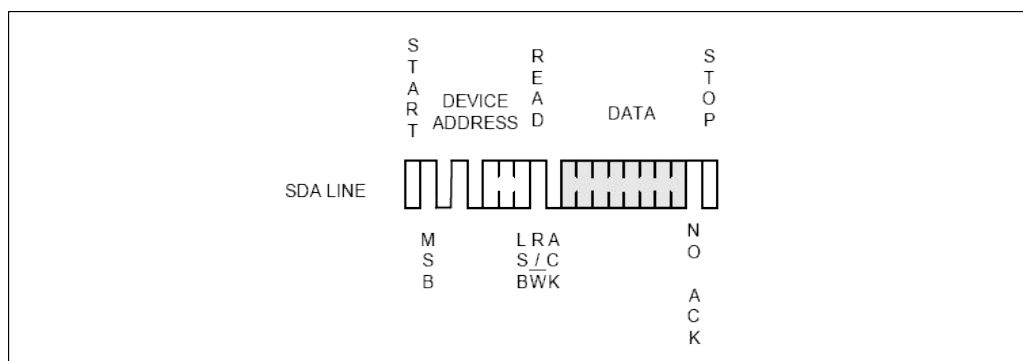 START
DEVICE
ADDRESS
READ
DATA
STOP
SDA LINE
MSB
LSB
R/W
ACK
NO ACK